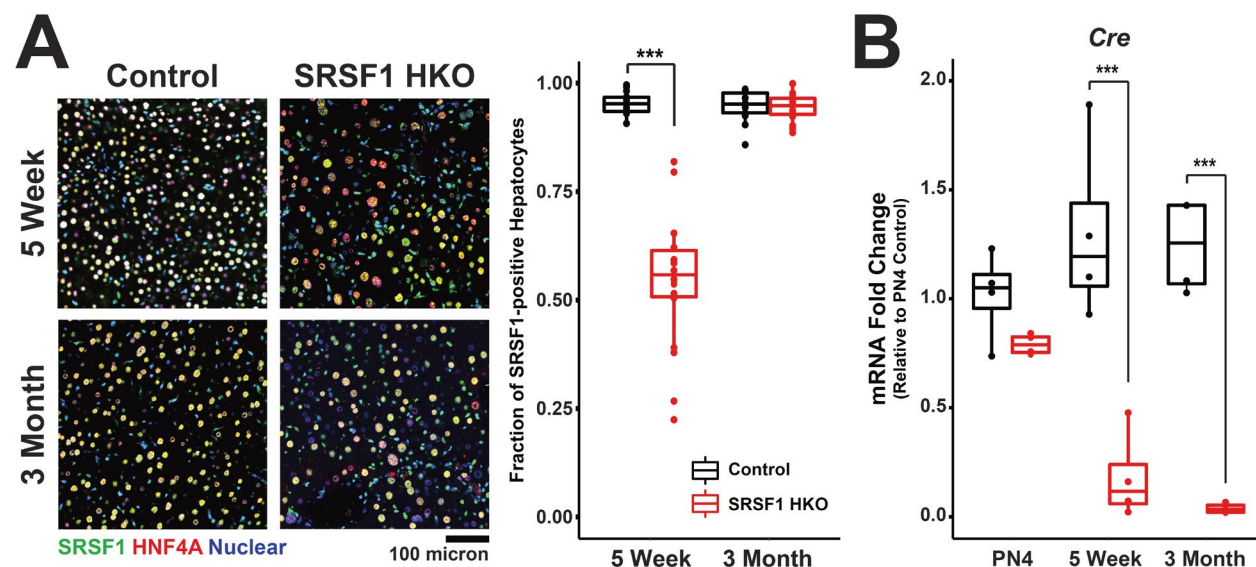 A
Control
SRSF1 HKO
5 Week
3 Month
SRSF1 HNF4A Nuclear
100 micron
Fraction of SRSF1-positive Hepatocytes
1.00
0.75
0.50
0.25
0.00
***
Control
SRSF1 HKO
5 Week
3 Month
B
Cre
mRNA Fold Change
(Relative to PN4 Control)
2.0
1.5
1.0
0.5
0.0
***
***
PN4
5 Week
3 Month